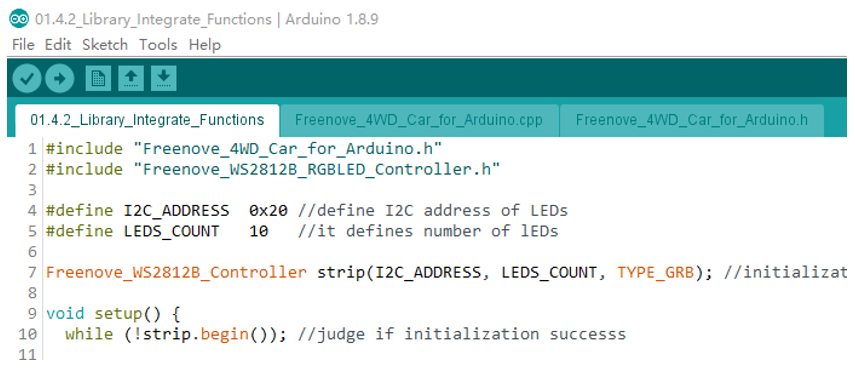 01.4.2_Library_Integrate_Functions | Arduino 1.8.9
File Edit Sketch Tools Help
01.4.2_Library_Integrate_Functions Freenove_4WD_Car_for_Arduino.cpp Freenove_4WD_Car_for_Arduino.h
1 #include "Freenove_4WD_Car_for_Arduino.h"
2 #include "Freenove_WS2812B_RGBLED_Controller.h"
3
4 #define I2C_ADDRESS  0x20 //define I2C address of LEDs
5 #define LEDS_COUNT   10   //it defines number of lEDs
6
7 Freenove_WS2812B_Controller strip(I2C_ADDRESS, LEDS_COUNT, TYPE_GRB); //initializat
8
9 void setup() {
10   while (!strip.begin()); //judge if initialization successs
11